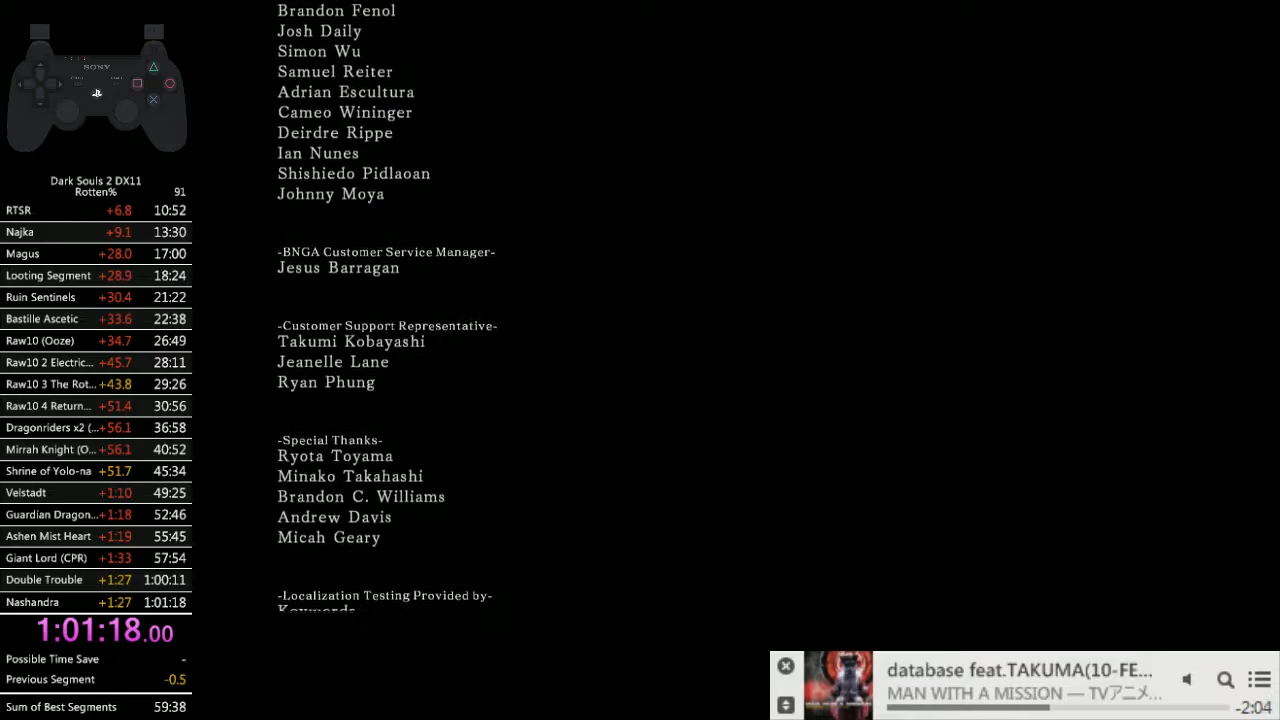 SONY
Dark Souls 2 DX11
Rotten% 91
RTSR +6.8 10:52
Najka +9.1 13:30
Magus +28.0 17:00
Looting Segment +28.9 18:24
Ruin Sentinels +30.4 21:22
Bastille Ascetic +33.6 22:38
Raw10 (Ooze) +34.7 26:49
Raw10 2 Electric... +45.7 28:11
Raw10 3 The Rot... +43.8 29:26
Raw10 4 Return... +51.4 30:56
Dragonriders x2 (... +56.1 36:58
Mirrah Knight (O... +56.1 40:52
Shrine of Yolo-na +51.7 45:34
Velstadt +1:10 49:25
Guardian Dragon... +1:18 52:46
Ashen Mist Heart +1:19 55:45
Giant Lord (CPR) +1:33 57:54
Double Trouble +1:27 1:00:11
Nashandra +1:27 1:01:18
1:01:18.00
Possible Time Save -
Previous Segment -0.5
Sum of Best Segments 59:38
Brandon Fenol
Josh Daily
Simon Wu
Samuel Reiter
Adrian Escultura
Cameo Wininger
Deirdre Rippe
Ian Nunes
Shishiedo Pidlaoan
Johnny Moya
-BNGA Customer Service Manager-
Jesus Barragan
-Customer Support Representative-
Takumi Kobayashi
Jeanelle Lane
Ryan Phung
-Special Thanks-
Ryota Toyama
Minako Takahashi
Brandon C. Williams
Andrew Davis
Micah Geary
-Localization Testing Provided by-
Keywords
database feat.TAKUMA(10-FE...
MAN WITH A MISSION — TVアニメ...
-2:04